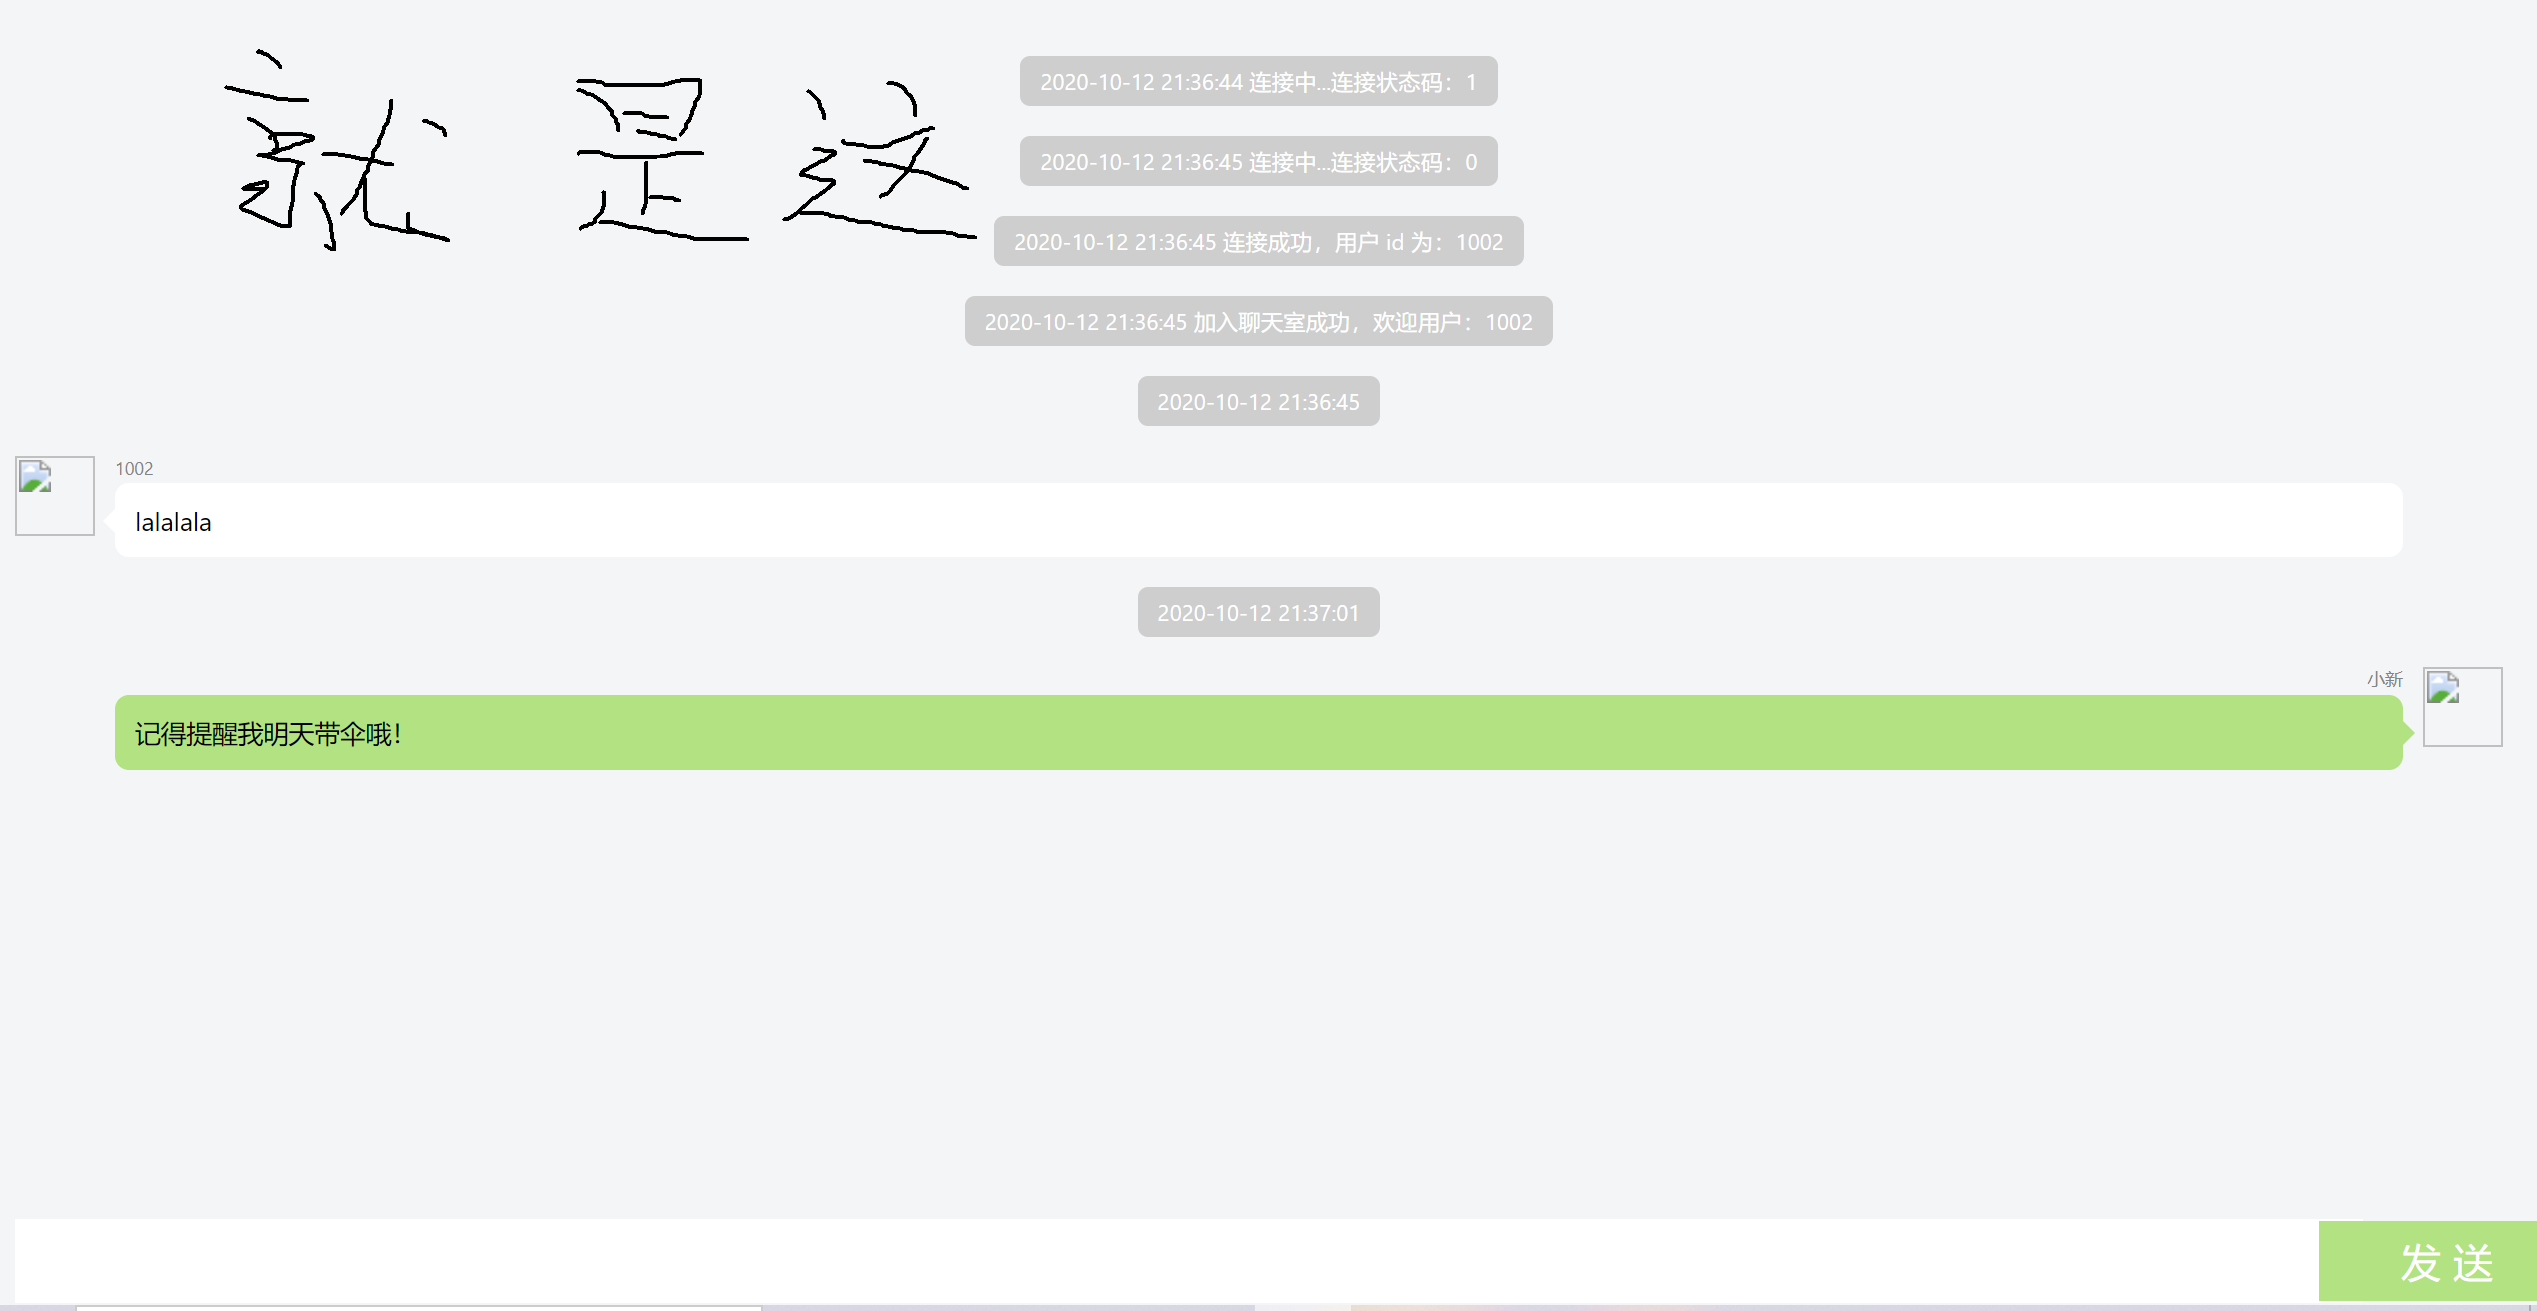 就是这
2020-10-12 21:36:44 连接中...连接状态码：1
2020-10-12 21:36:45 连接中...连接状态码：0
2020-10-12 21:36:45 连接成功，用户 id 为：1002
2020-10-12 21:36:45 加入聊天室成功，欢迎用户：1002
2020-10-12 21:36:45
1002
lalalala
2020-10-12 21:37:01
小新
记得提醒我明天带伞哦！
发 送